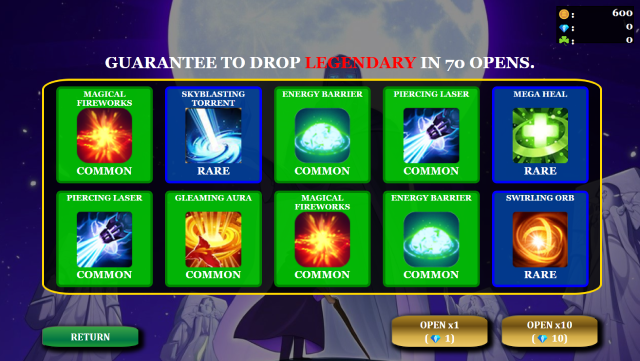 : 600
: 0
: 0
GUARANTEE TO DROP LEGENDARY IN 70 OPENS.
MAGICAL
FIREWORKS
COMMON
SKYBLASTING
TORRENT
RARE
ENERGY BARRIER
COMMON
PIERCING LASER
COMMON
MEGA HEAL
RARE
PIERCING LASER
COMMON
GLEAMING AURA
COMMON
MAGICAL
FIREWORKS
COMMON
ENERGY BARRIER
COMMON
SWIRLING ORB
RARE
RETURN
OPEN x1
( 1)
OPEN x10
( 10)